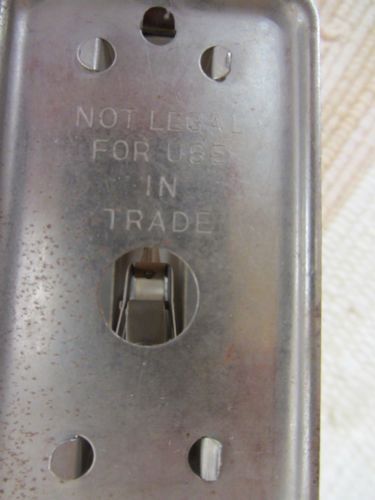 NOT LEGAL
FOR USE
IN
TRADE